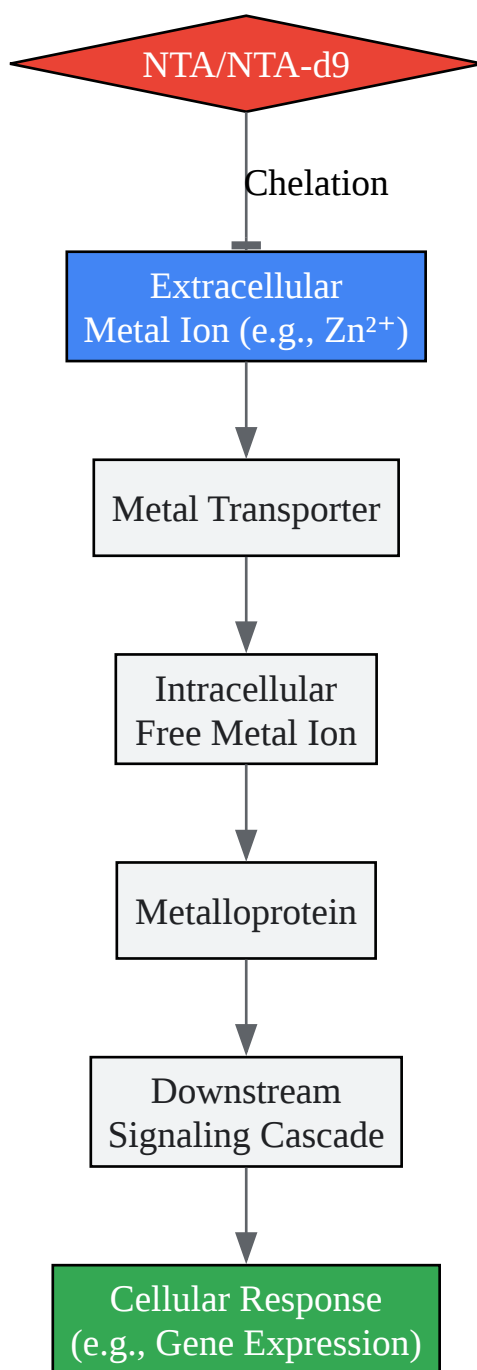 NTA/NTA-d9
Chelation
Extracellular
Metal Ion (e.g., Zn²⁺)
Metal Transporter
Intracellular
Free Metal Ion
Metalloprotein
Downstream
Signaling Cascade
Cellular Response
(e.g., Gene Expression)